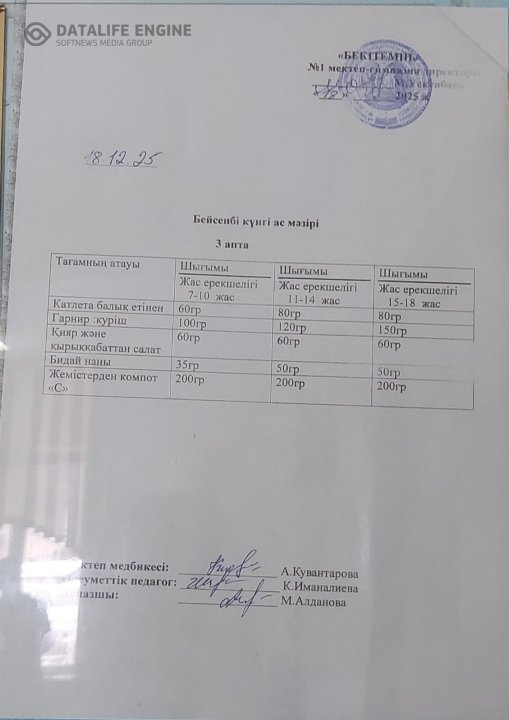 DATALIFE ENGINE
SOFTNEWS MEDIA GROUP
«БЕКІТЕМІН»
№1 мектеп-гимназия директоры
М.
«18» 2025 ж
18.12.25
Бейсенбі күнгі ас мәзірі
3 апта
Тағамның атауы Шығымы Шығымы Шығымы
Жас ерекшелігі Жас ерекшелігі Жас ерекшелігі
7-10 жас 11-14 жас 15-18 жас
Катлета балық етінен 60гр 80гр 80гр
Гарнир :күріш 100гр 120гр 150гр
Қияр және 60гр 60гр 60гр
қырыққабаттан салат
Бидай наны 35гр 50гр 50гр
Жемістерден компот 200гр 200гр 200гр
«С»
медбикесі: А.Кувантарова
педагог: К.Иманалиева
М.Алданова